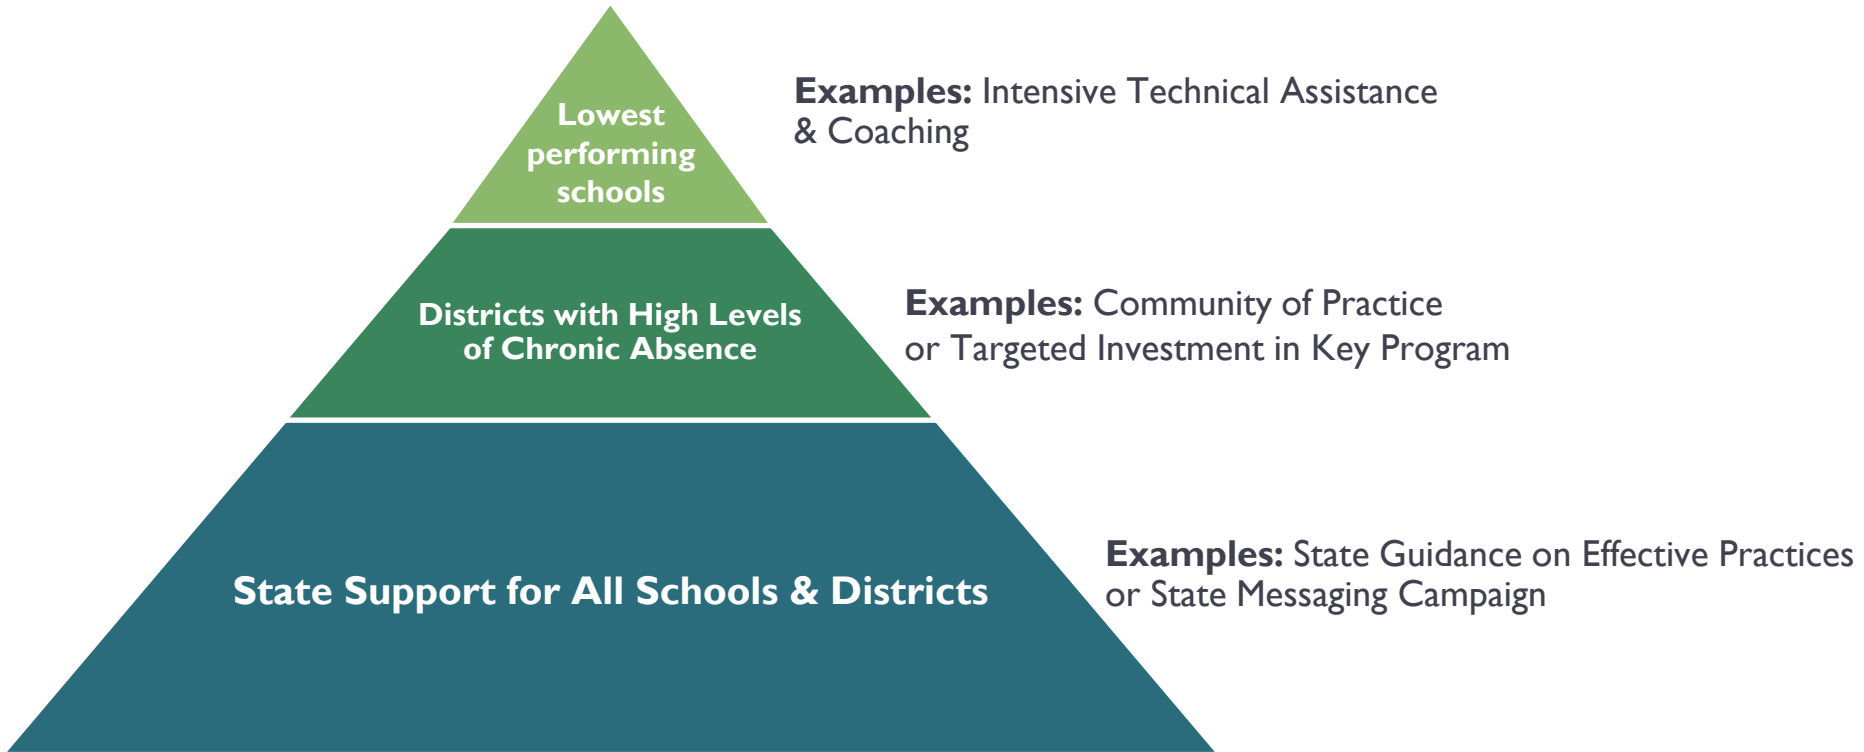 Lowest
performing
schools
Examples: Intensive Technical Assistance
& Coaching
Districts with High Levels
of Chronic Absence
Examples: Community of Practice
or Targeted Investment in Key Program
State Support for All Schools & Districts
Examples: State Guidance on Effective Practices
or State Messaging Campaign